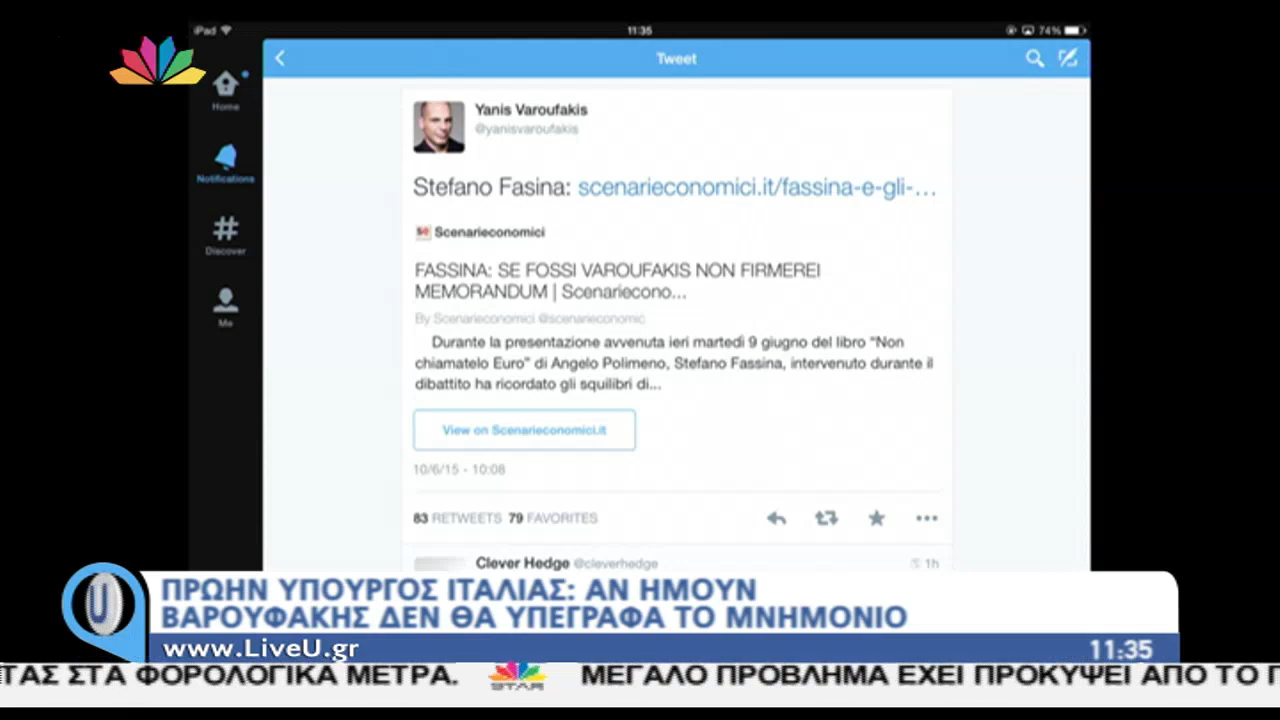 iPad
11:35
74%
Tweet
Home
Notifications
Discover
Me
Yanis Varoufakis
@yanisvaroufakis
Stefano Fasina: scenarieconomici.it/fassina-e-gli-...
Scenarieconomici
FASSINA: SE FOSSI VAROUFAKIS NON FIRMEREI
MEMORANDUM | Scenariecono...
By Scenarieconomici @scenarieconomic
Durante la presentazione avvenuta ieri martedì 9 giugno del libro "Non
chiamatelo Euro" di Angelo Polimeno, Stefano Fassina, intervenuto durante il
dibattito ha ricordato gli squilibri di...
View on Scenarieconomici.it
10/6/15 - 10:08
83 RETWEETS 79 FAVORITES
Clever Hedge @cleverhedge
1h
U
ΠΡΩΗΝ ΥΠΟΥΡΓΟΣ ΙΤΑΛΙΑΣ: ΑΝ ΗΜΟΥΝ
ΒΑΡΟΥΦΑΚΗΣ ΔΕΝ ΘΑ ΥΠΕΓΡΑΦΑ ΤΟ ΜΝΗΜΟΝΙΟ
www.LiveU.gr
11:35
ΤΑΣ ΣΤΑ ΦΟΡΟΛΟΓΙΚΑ ΜΕΤΡΑ. STAR ΜΕΓΑΛΟ ΠΡΟΒΛΗΜΑ ΕΧΕΙ ΠΡΟΚΥΨΕΙ ΑΠΟ ΤΟ